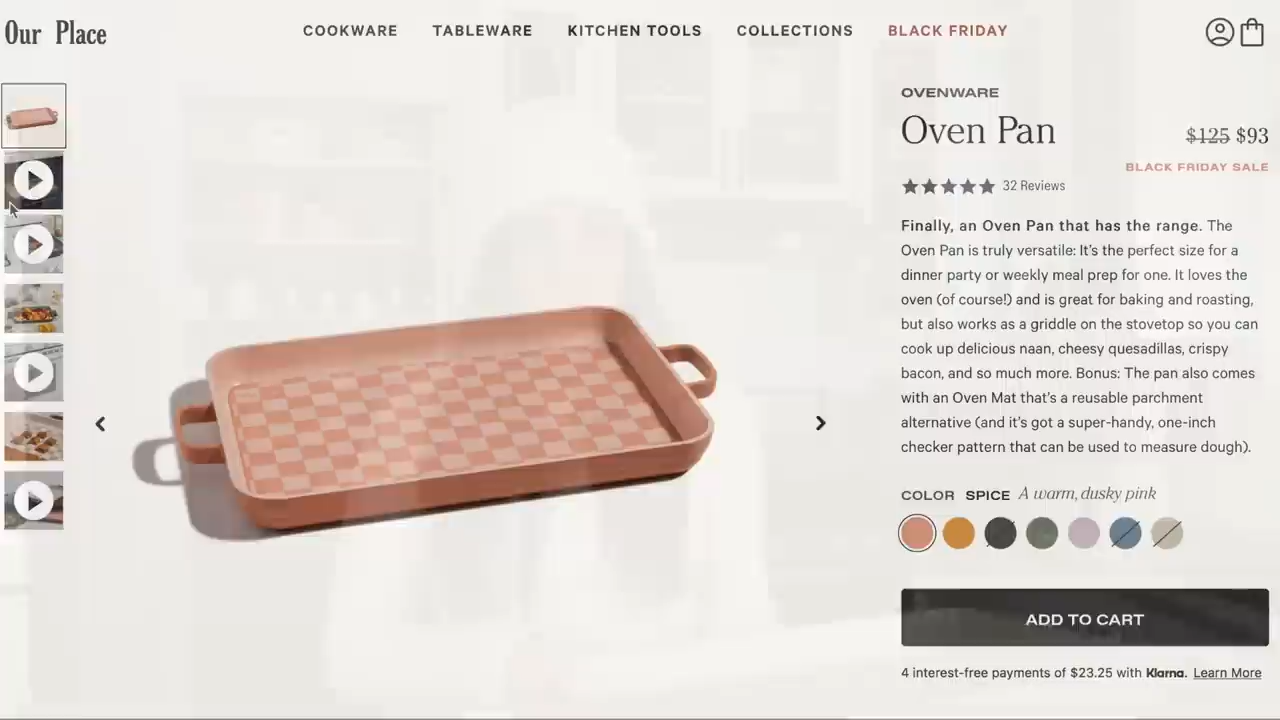 Our Place
COOKWARE TABLEWARE KITCHEN TOOLS COLLECTIONS BLACK FRIDAY
OVENWARE
Oven Pan
$125 $93
BLACK FRIDAY SALE
32 Reviews
Finally, an Oven Pan that has the range. The
Oven Pan is truly versatile: It's the perfect size for a
dinner party or weekly meal prep for one. It loves the
oven (of course!) and is great for baking and roasting,
but also works as a griddle on the stovetop so you can
cook up delicious naan, cheesy quesadillas, crispy
bacon, and so much more. Bonus: The pan also comes
with an Oven Mat that's a reusable parchment
alternative (and it's got a super-handy, one-inch
checker pattern that can be used to measure dough).
COLOR SPICE A warm, dusky pink
ADD TO CART
4 interest-free payments of $23.25 with Klarna. Learn More